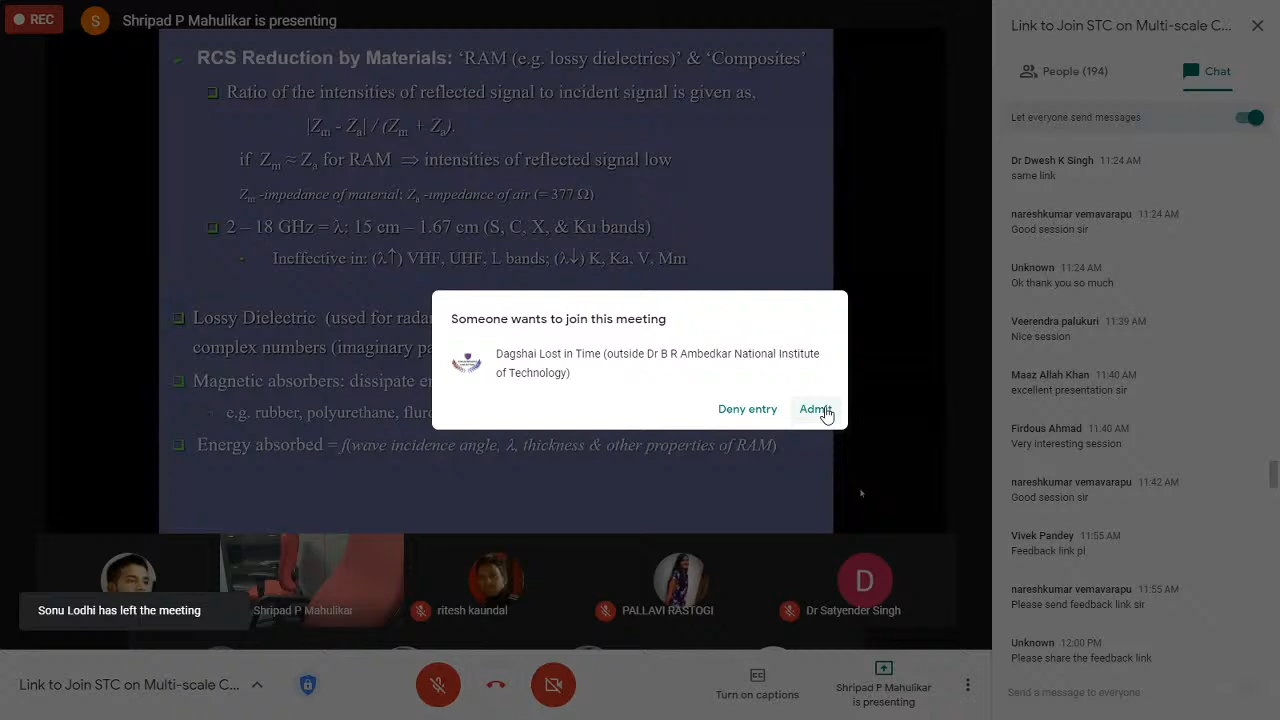 REC
S
Shripad P Mahulikar is presenting
RCS Reduction by Materials: ‘RAM (e.g. lossy dielectrics)’ & ‘Composites’
Ratio of the intensities of reflected signal to incident signal is given as,
|Zm - Za| / (Zm + Za).
if Zm ≈ Za for RAM ⇒ intensities of reflected signal low
Zm -impedance of material; Za -impedance of air (= 377 Ω)
2 – 18 GHz = λ: 15 cm – 1.67 cm (S, C, X, & Ku bands)
Ineffective in: (λ↑) VHF, UHF, L bands; (λ↓) K, Ka, V, Mm
Lossy Dielectric (used for radar
complex numbers (imaginary pa
Magnetic absorbers: dissipate en
e.g. rubber, polyurethane, fluro
Energy absorbed = f(wave incidence angle, λ, thickness & other properties of RAM)
Someone wants to join this meeting
Dagshai Lost in Time (outside Dr B R Ambedkar National Institute
of Technology)
Deny entry
Admit
Sonu Lodhi has left the meeting
Shripad P Mahulikar
ritesh kaundal
PALLAVI RASTOGI
D
Dr Satyender Singh
Link to Join STC on Multi-scale C...
Turn on captions
Shripad P Mahulikar
is presenting
Link to Join STC on Multi-scale C...
People (194)
Chat
Let everyone send messages
Dr Dwesh K Singh 11:24 AM
same link
nareshkumar vemavarapu 11:24 AM
Good session sir
Unknown 11:24 AM
Ok thank you so much
Veerendra palukuri 11:39 AM
Nice session
Maaz Allah Khan 11:40 AM
excellent presentation sir
Firdous Ahmad 11:40 AM
Very interesting session
nareshkumar vemavarapu 11:42 AM
Good session sir
Vivek Pandey 11:55 AM
Feedback link pl
nareshkumar vemavarapu 11:55 AM
Please send feedback link sir
Unknown 12:00 PM
Please share the feedback link
Send a message to everyone